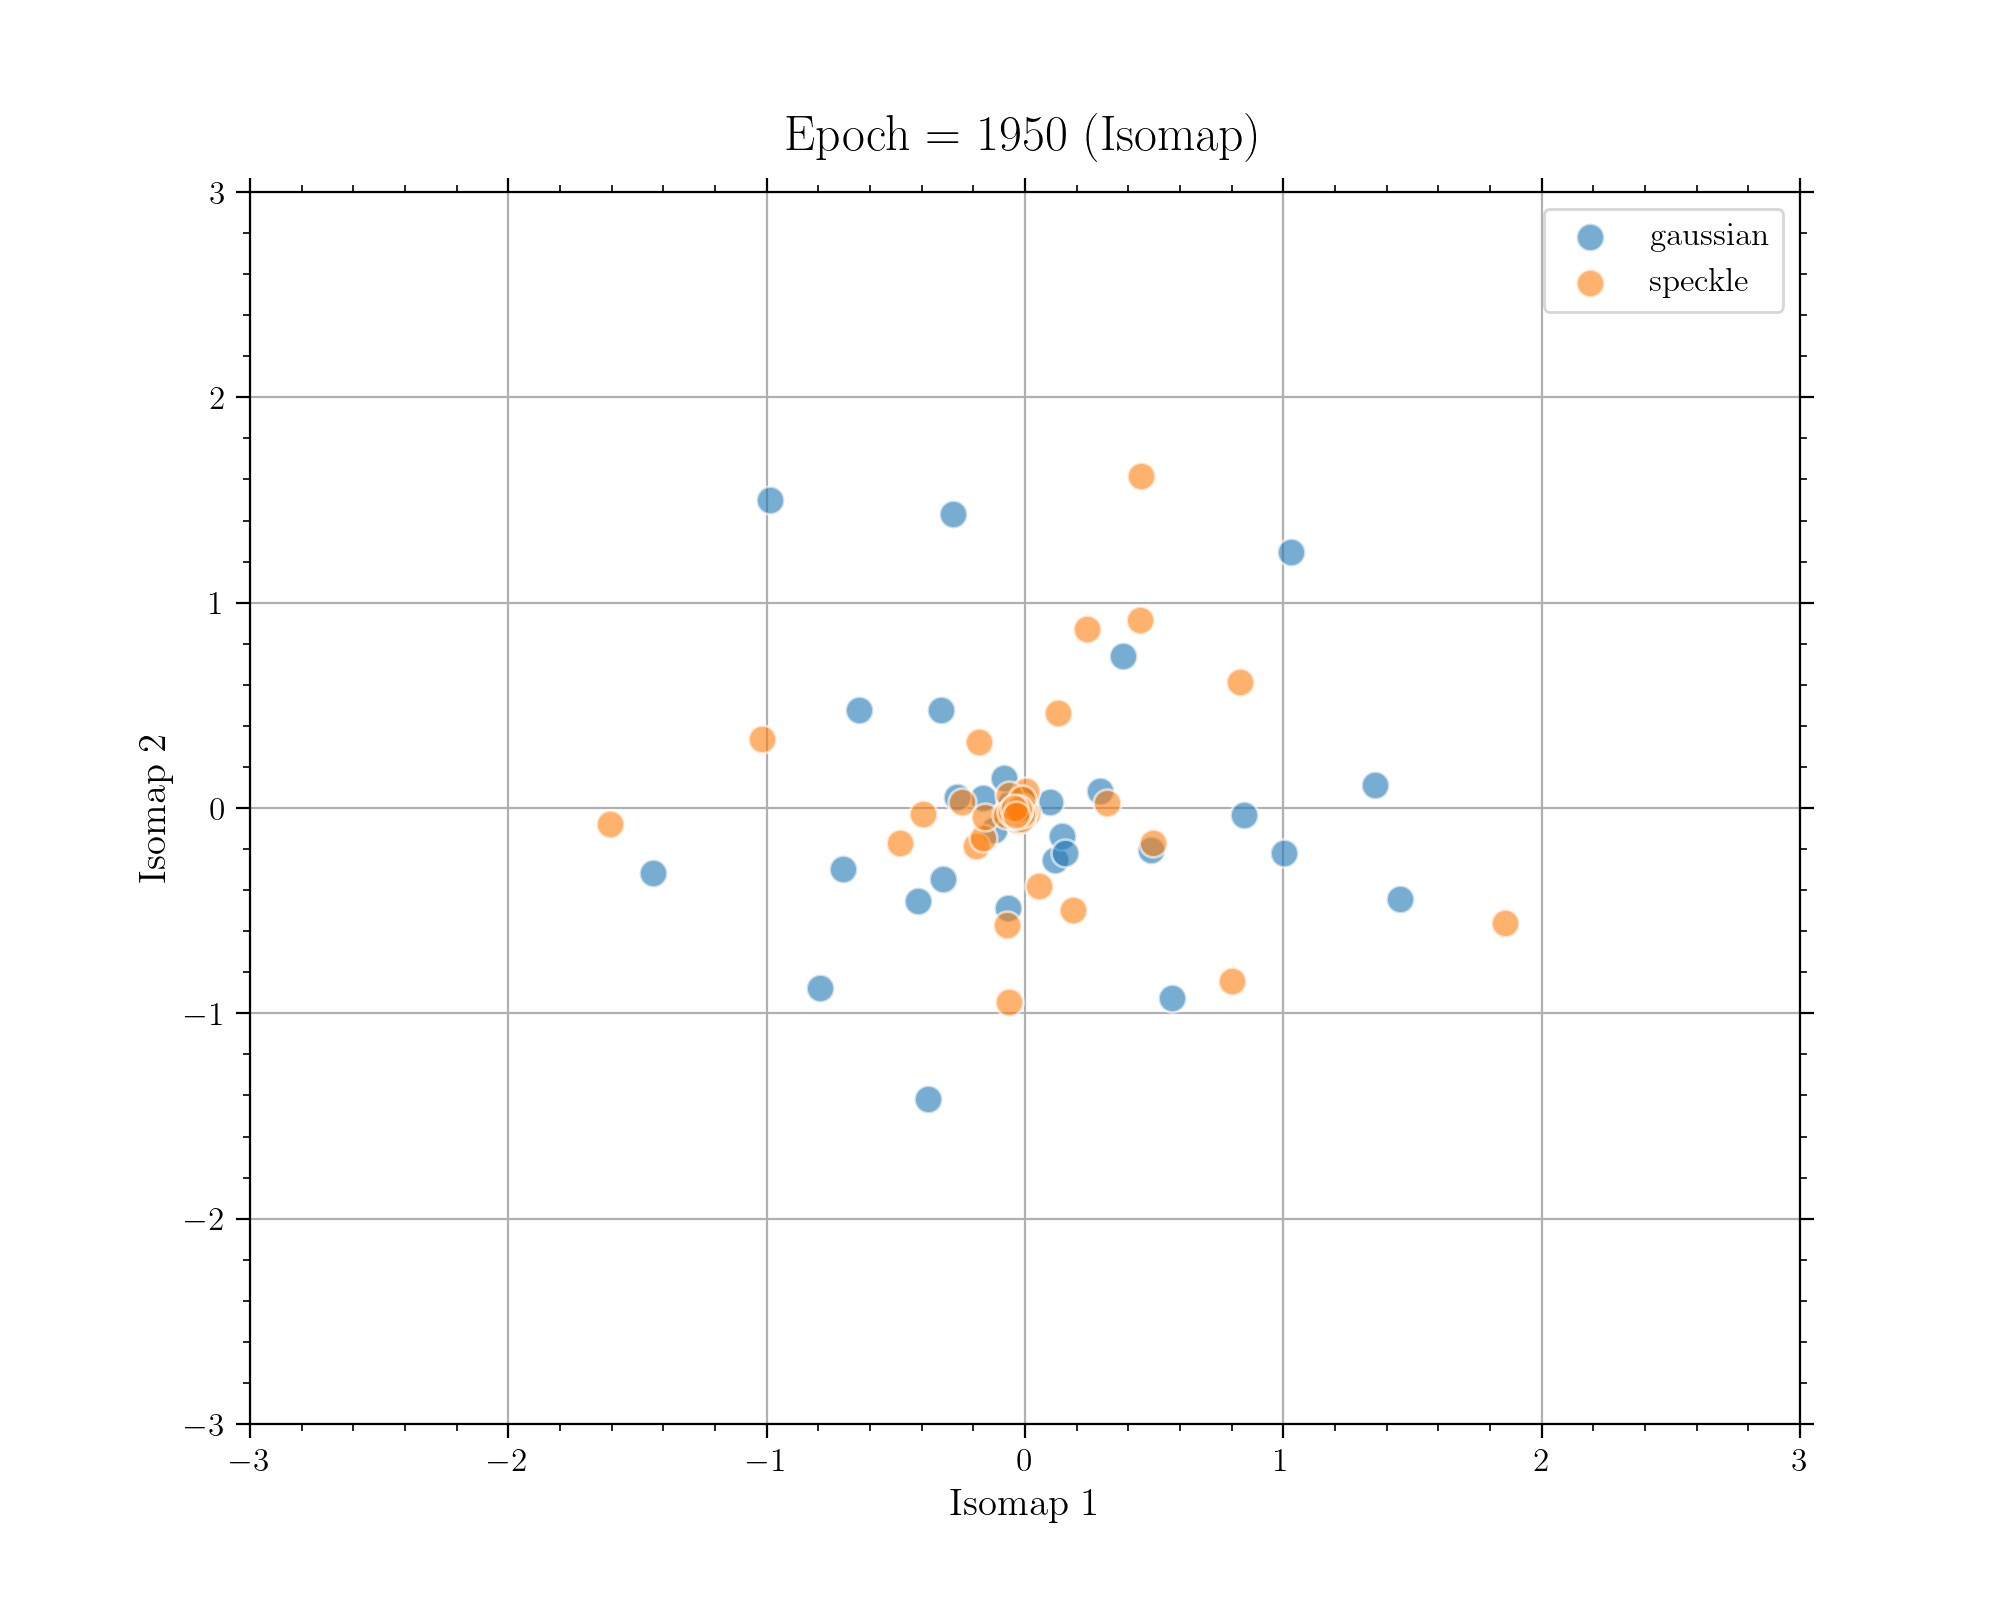 Epoch = 1950 (Isomap)
gaussian
speckle
3
2
1
0
−1
−2
−3
Isomap 2
−3 −2 −1 0 1 2 3
Isomap 1